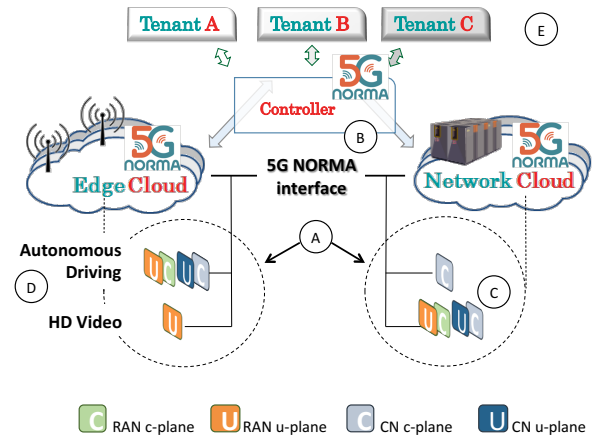 Tenant A
Tenant B
Tenant C
E
5G
NORMA
Controller
B
5G
NORMA
Edge Cloud
5G NORMA
interface
5G
NORMA
Network Cloud
A
Autonomous
Driving
U C U C
C
D
C
HD Video
U
U C U C
C RAN c-plane
U RAN u-plane
C CN c-plane
U CN u-plane